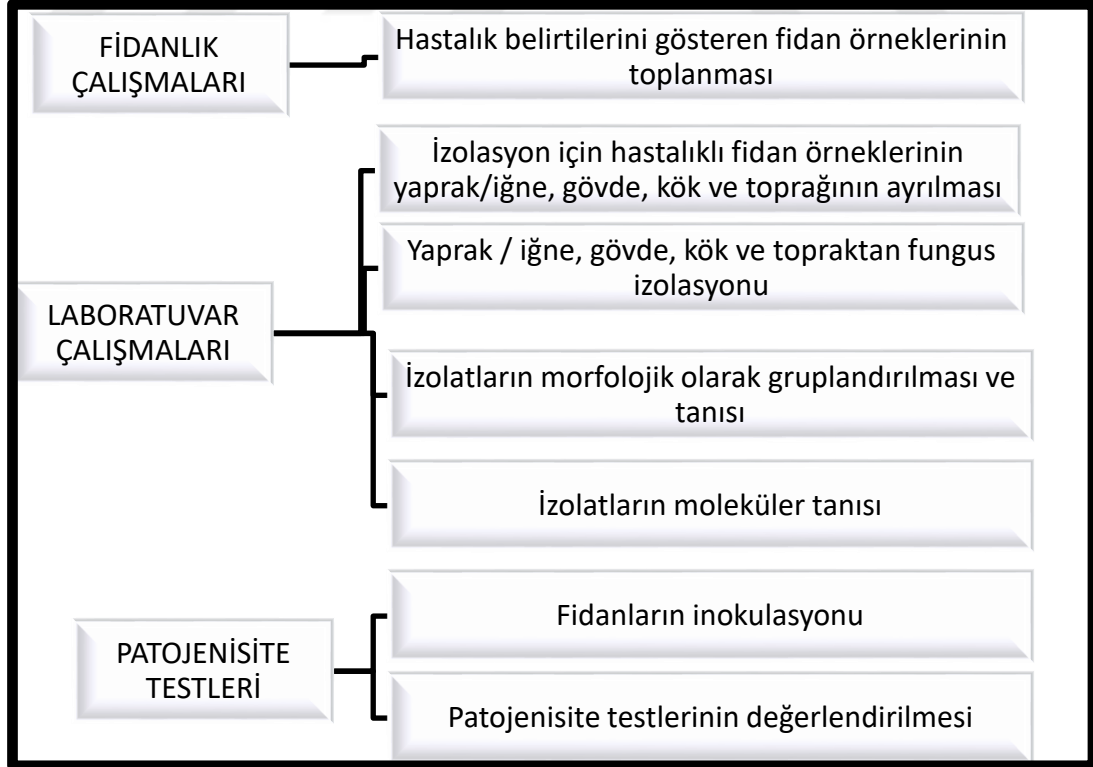 FİDANLIK
ÇALIŞMALARI
Hastalık belirtilerini gösteren fidan örneklerinin
toplanması
İzolasyon için hastalıklı fidan örneklerinin
yaprak/iğne, gövde, kök ve toprağının ayrılması
Yaprak / iğne, gövde, kök ve topraktan fungus
izolasyonu
LABORATUVAR
ÇALIŞMALARI
İzolatların morfolojik olarak gruplandırılması ve
tanısı
İzolatların moleküler tanısı
PATOJENİSİTE
TESTLERİ
Fidanların inokulasyonu
Patojenisite testlerinin değerlendirilmesi